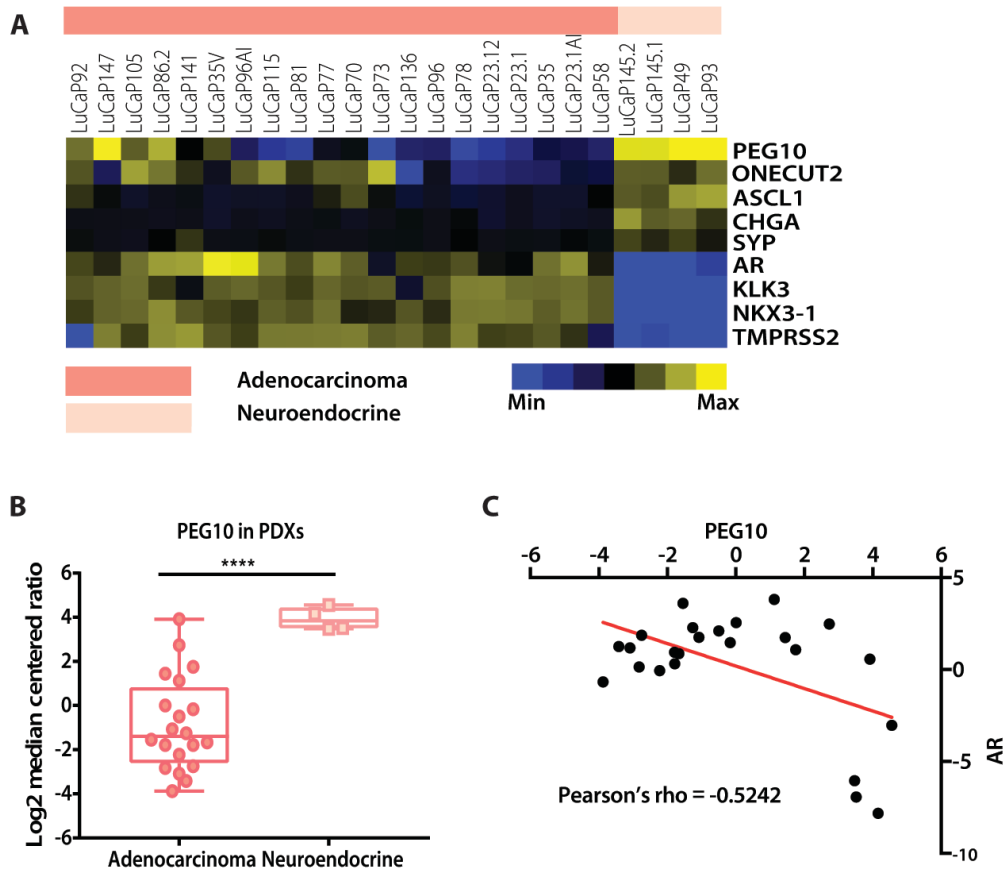 A
LuCaP92
LuCaP147
LuCaP105
LuCaP86.2
LuCaP141
LuCaP35V
LuCaP96AI
LuCaP115
LuCaP81
LuCaP77
LuCaP70
LuCaP73
LuCaP136
LuCaP96
LuCaP78
LuCaP23.12
LuCaP23.1
LuCaP35
LuCaP23.1AI
LuCaP58
LuCaP145.2
LuCaP145.1
LuCaP49
LuCaP93
PEG10
ONECUT2
ASCL1
CHGA
SYP
AR
KLK3
NKX3-1
TMPRSS2
Adenocarcinoma
Neuroendocrine
Min Max
B
PEG10 in PDXs
****
Log2 median centered ratio
6
4
2
0
-2
-4
-6
Adenocarcinoma Neuroendocrine
C
PEG10
-6 -4 -2 0 2 4 6
5
0
-5
-10
AR
Pearson's rho = -0.5242